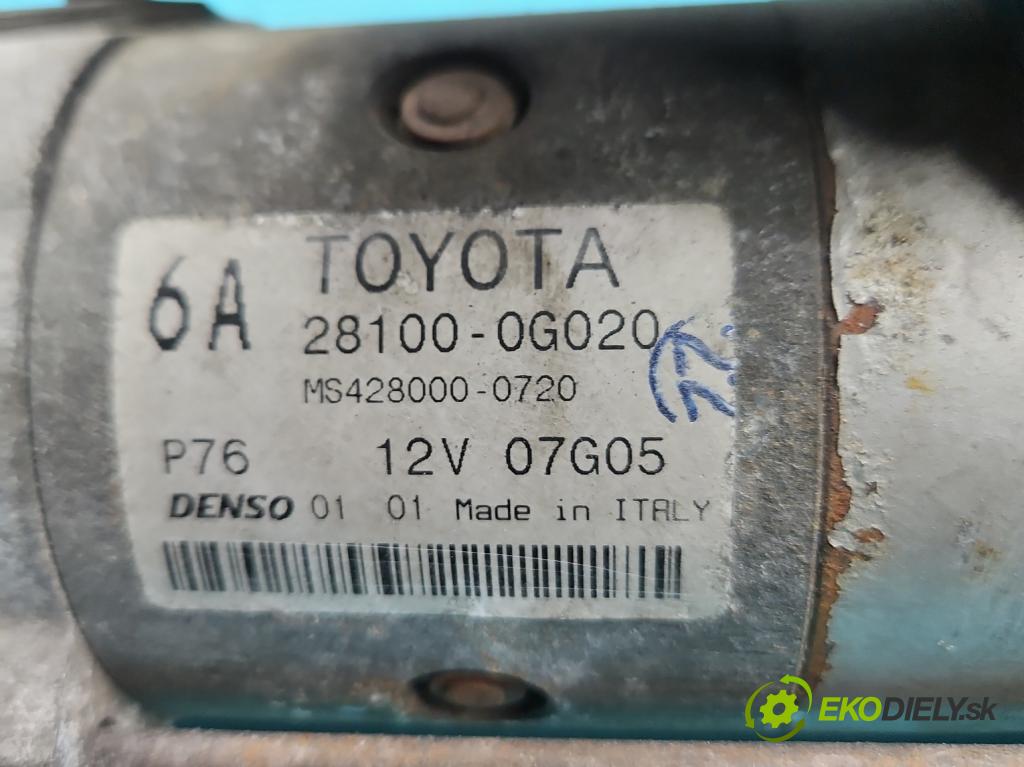 6A TOYOTA
28100-0G020
MS428000-0720
P76 12V 07G05
DENSO 01 01 Made in ITALY
EKODIELY.sk